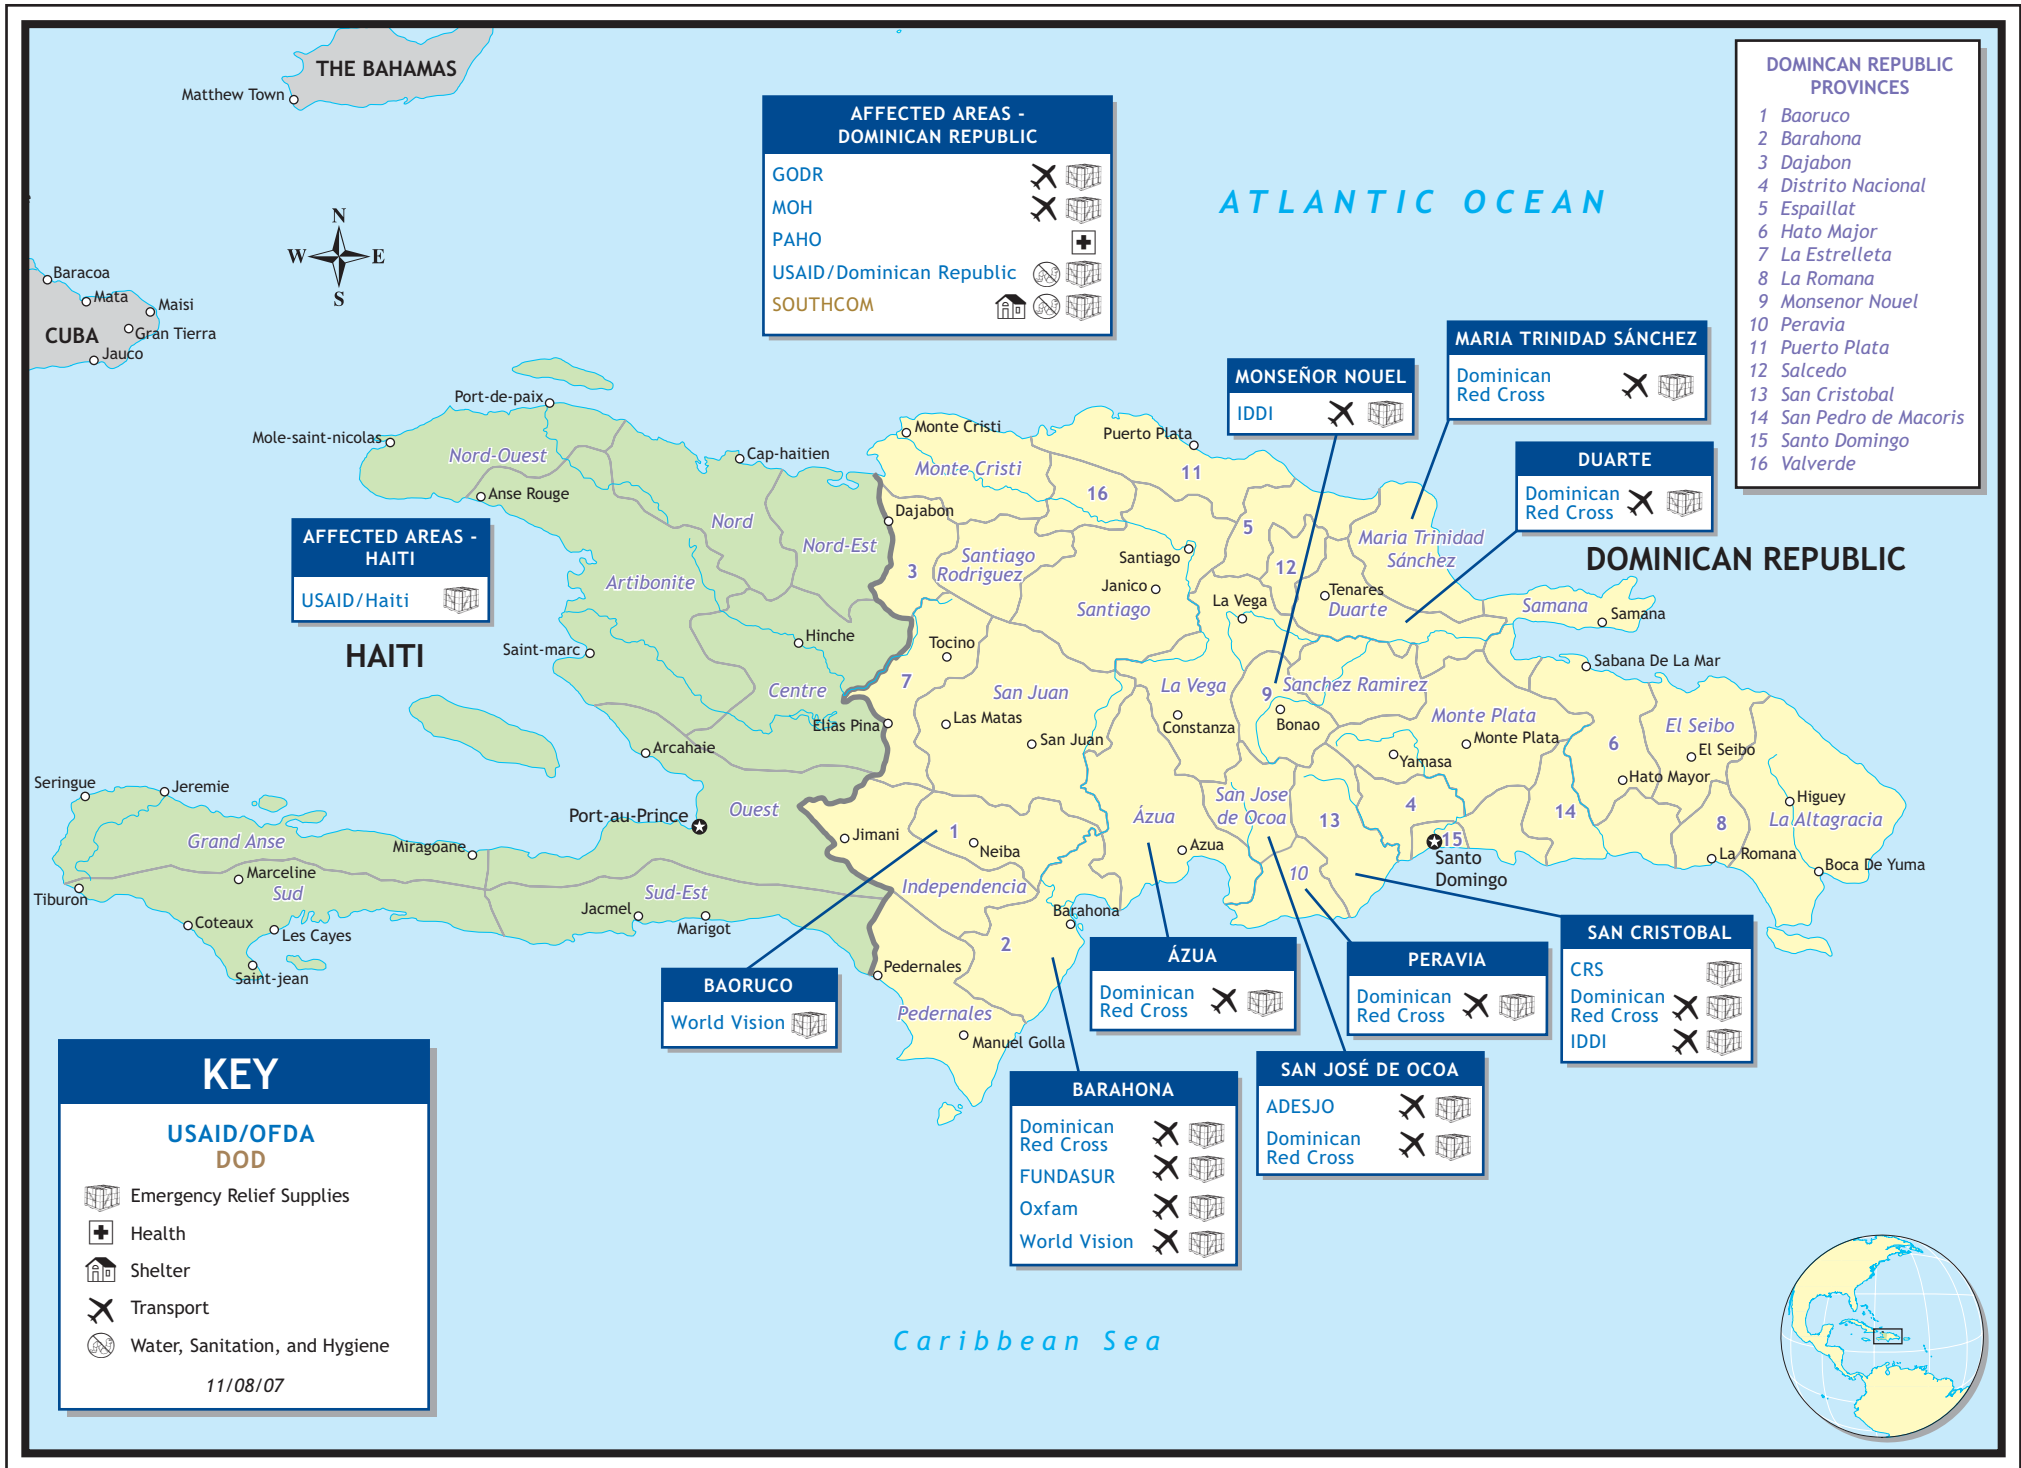 THE BAHAMAS
Matthew Town
AFFECTED AREAS -
DOMINICAN REPUBLIC
GODR
MOH
PAHO
USAID/Dominican Republic
SOUTHCOM
DOMINCAN REPUBLIC
PROVINCES
1 Baoruco
2 Barahona
3 Dajabon
4 Distrito Nacional
5 Espaillat
6 Hato Major
7 La Estrelleta
8 La Romana
9 Monsenor Nouel
10 Peravia
11 Puerto Plata
12 Salcedo
13 San Cristobal
14 San Pedro de Macoris
15 Santo Domingo
16 Valverde
ATLANTIC OCEAN
N
W E
S
Baracoa
Mata
Maisi
CUBA
Gran Tierra
Jauco
MARIA TRINIDAD SÁNCHEZ
Dominican
Red Cross
MONSEÑOR NOUEL
IDDI
DUARTE
Dominican
Red Cross
DOMINICAN REPUBLIC
Port-de-paix
Mole-saint-nicolas
Nord-Ouest
Anse Rouge
Cap-haitien
Nord
Nord-Est
Artibonite
AFFECTED AREAS -
HAITI
USAID/Haiti
HAITI
Saint-marc
Hinche
Centre
Elias Pina
Arcahaie
Port-au-Prince
Ouest
Seringue
Jeremie
Grand Anse
Miragoane
Marceline
Sud
Tiburon
Coteaux
Les Cayes
Saint-jean
Sud-Est
Jacmel
Marigot
Monte Cristi
Monte Cristi
Puerto Plata
11
16
Dajabon
3
Santiago
Rodriguez
Santiago
Janico
Santiago
5
12
Maria Trinidad
Sánchez
Tenares
Duarte
La Vega
Samana
Samana
Sabana De La Mar
Tocino
7
San Juan
Las Matas
San Juan
La Vega
Constanza
9
Bonao
Sanchez Ramirez
Monte Plata
Monte Plata
Yamasa
6
El Seibo
El Seibo
Hato Mayor
Higuey
La Altagracia
14
8
La Romana
Boca De Yuma
4
15
Santo
Domingo
San Jose
de Ocoa
13
10
Ázua
Azua
Jimani
1
Neiba
Independencia
Barahona
2
Pedernales
Pedernales
Manuel Golla
BAORUCO
World Vision
ÁZUA
Dominican
Red Cross
PERAVIA
Dominican
Red Cross
SAN CRISTOBAL
CRS
Dominican
Red Cross
IDDI
SAN JOSÉ DE OCOA
ADESJO
Dominican
Red Cross
BARAHONA
Dominican
Red Cross
FUNDASUR
Oxfam
World Vision
KEY
USAID/OFDA
DOD
Emergency Relief Supplies
Health
Shelter
Transport
Water, Sanitation, and Hygiene
11/08/07
Caribbean Sea